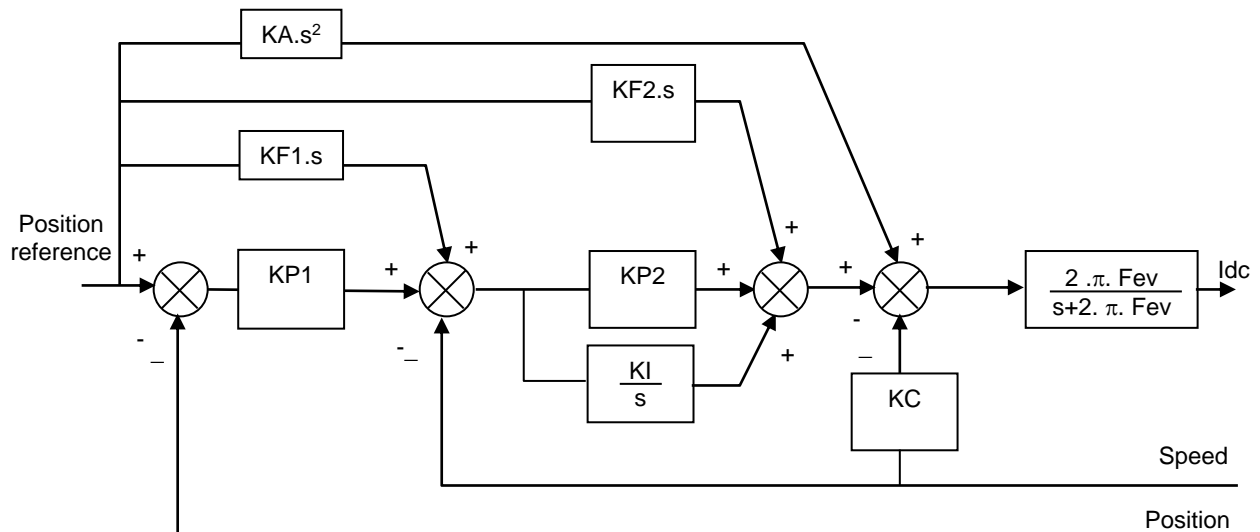 KA.s²
KF2.s
KF1.s
Position
reference
+
KP1
+
+
KP2
+
+
+
+
2 .π. Fev
s+2. π. Fev
Idc
-_
-_
KI
s
+
-
_
KC
Speed
Position